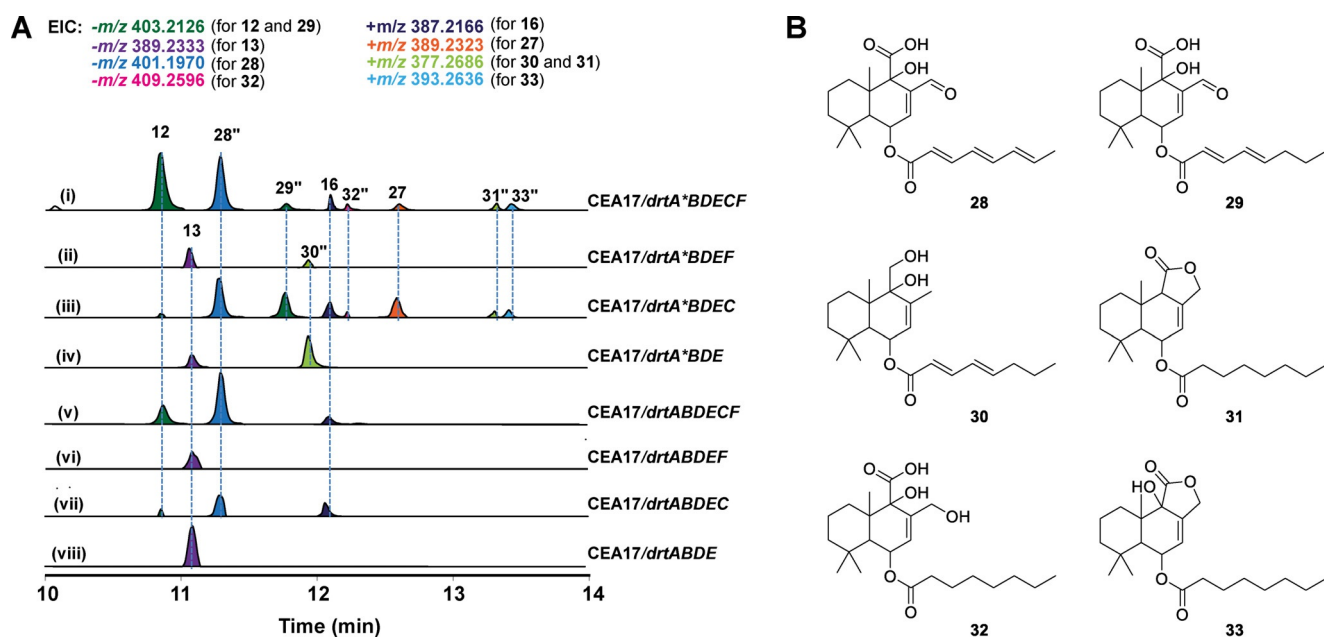 A
EIC: -m/z 403.2126 (for 12 and 29) +m/z 387.2166 (for 16)
-m/z 389.2333 (for 13) +m/z 389.2323 (for 27)
-m/z 401.1970 (for 28) +m/z 377.2686 (for 30 and 31)
-m/z 409.2596 (for 32) +m/z 393.2636 (for 33)
12 28" 29" 16 32" 27 31" 33"
(i) CEA17/drtA*BDECF
13 30"
(ii) CEA17/drtA*BDEF
(iii) CEA17/drtA*BDEC
(iv) CEA17/drtA*BDE
(v) CEA17/drtABDECF
(vi) CEA17/drtABDEF
(vii) CEA17/drtABDEC
(viii) CEA17/drtABDE
10 11 12 13 14
Time (min)
B
O OH OH O O O
28
O OH OH O O O
29
OH OH O O
30
O O O O
31
O OH OH OH O O
32
O O HO O O
33